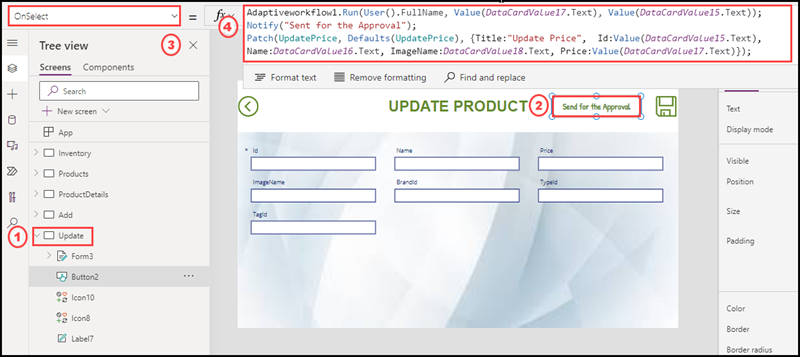 OnSelect
=
fx
AdaptiveworkflowI.Run(User().FullName, Value(DataCardValue17.Text), Value(DataCardValue15.Text));
Notify("Sent for the Approval");
Patch(UpdatePrice, Defaults(UpdatePrice), {Title:"Update Price", Id:Value(DataCardValue15.Text),
Name:DataCardValue16.Text, ImageName:DataCardValue18.Text, Price:Value(DataCardValue17.Text)});
4
3
Tree view
Screens
Components
Search
New screen
App
Inventory
Products
ProductDetails
Add
1
Update
Form3
Button2
Icon10
Icon8
Label7
Format text
Remove formatting
Find and replace
UPDATE PRODUCT
2
Send for the Approval
* Id
Name
Price
ImageName
BrandId
TypeId
TagId
Text
Display mode
Visible
Position
Size
Padding
Color
Border
Border radius